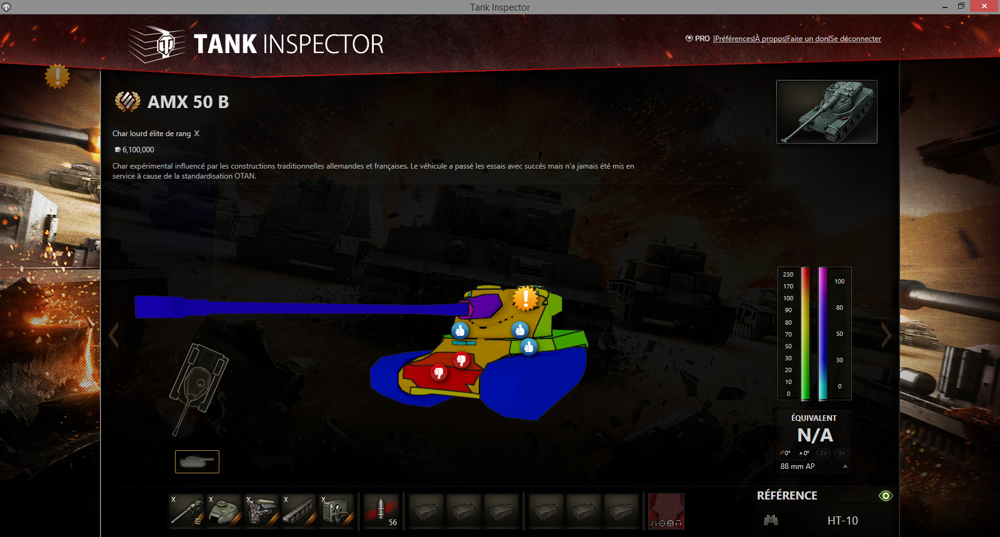 Tank Inspector
TANK INSPECTOR
PRO |Préférences|À propos|Faire un don|Se déconnecter
AMX 50 B
Char lourd élite de rang X
6,100,000
Char expérimental influencé par les constructions traditionnelles allemandes et françaises. Le véhicule a passé les essais avec succès mais n'a jamais été mis en
service à cause de la standardisation OTAN.
2
230
170
100
90
80
70
50
30
20
10
0
100
80
50
30
0
ÉQUIVALENT
N/A
0° 0° 2x 3x
88 mm AP
X X X X X
56
RÉFÉRENCE
HT-10